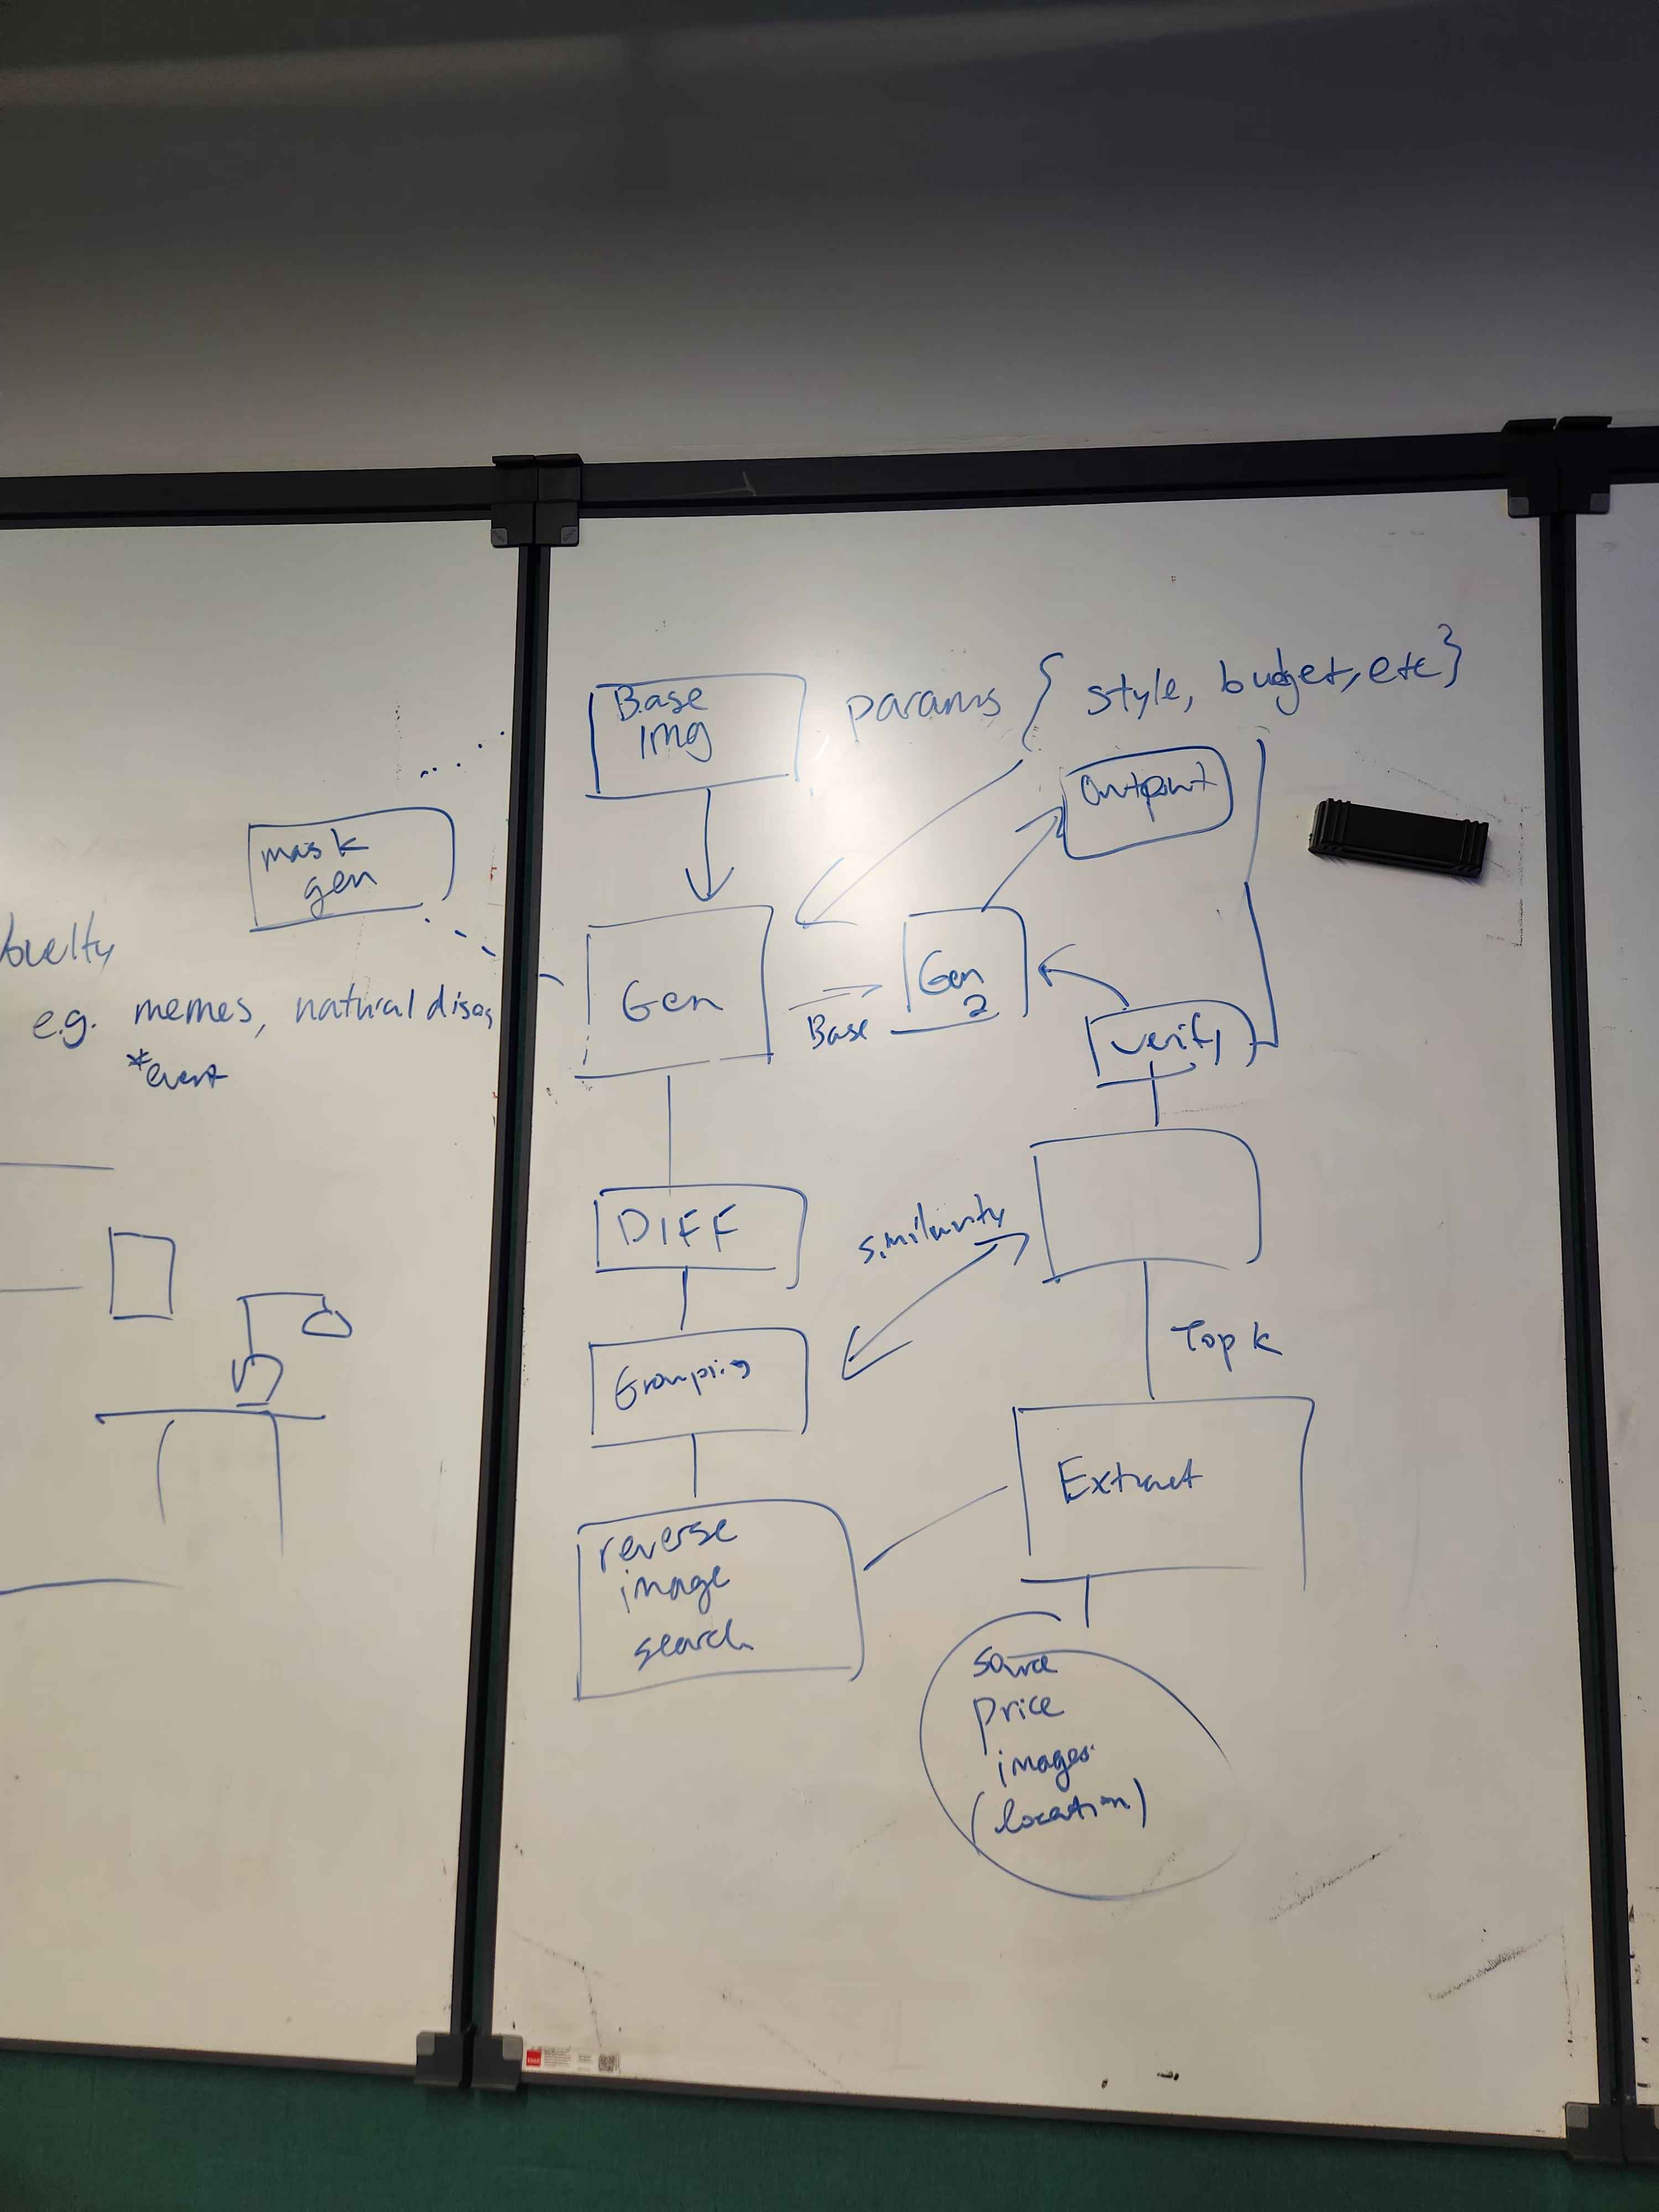 Base
img
params { style, budget, etc }
Output
mask
gen
Gen
Base
Gen
2
verify
e.g. memes, natural disas
*event
DIFF
similarity
Grouping
Top k
Extract
reverse
image
search
source
price
images
(location)